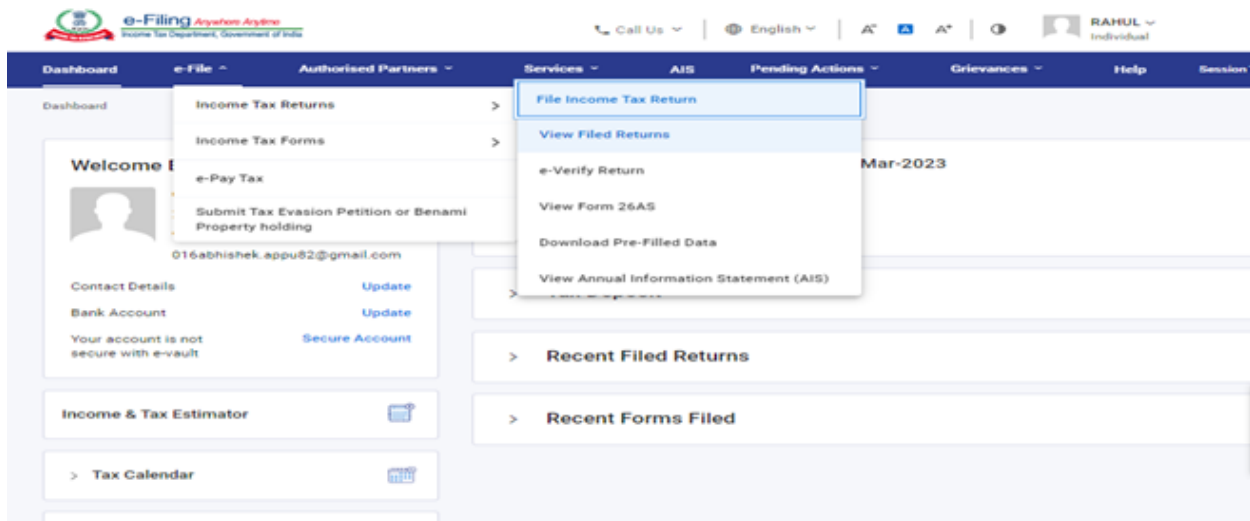 e-Filing Anywhere Anytime
Income Tax Department, Government of India
Call Us
English
A-
A
A+
RAHUL
Individual
Dashboard
e-File
Authorised Partners
Services
AIS
Pending Actions
Grievances
Help
Session
Dashboard
Income Tax Returns
Income Tax Forms
e-Pay Tax
Submit Tax Evasion Petition or Benami
Property holding
File Income Tax Return
View Filed Returns
e-Verify Return
View Form 26AS
Download Pre-Filled Data
View Annual Information Statement (AIS)
Welcome
Mar-2023
016abhishek.appu82@gmail.com
Contact Details
Update
Bank Account
Update
Your account is not
secure with e-vault
Secure Account
Income & Tax Estimator
> Tax Calendar
> Recent Filed Returns
> Recent Forms Filed